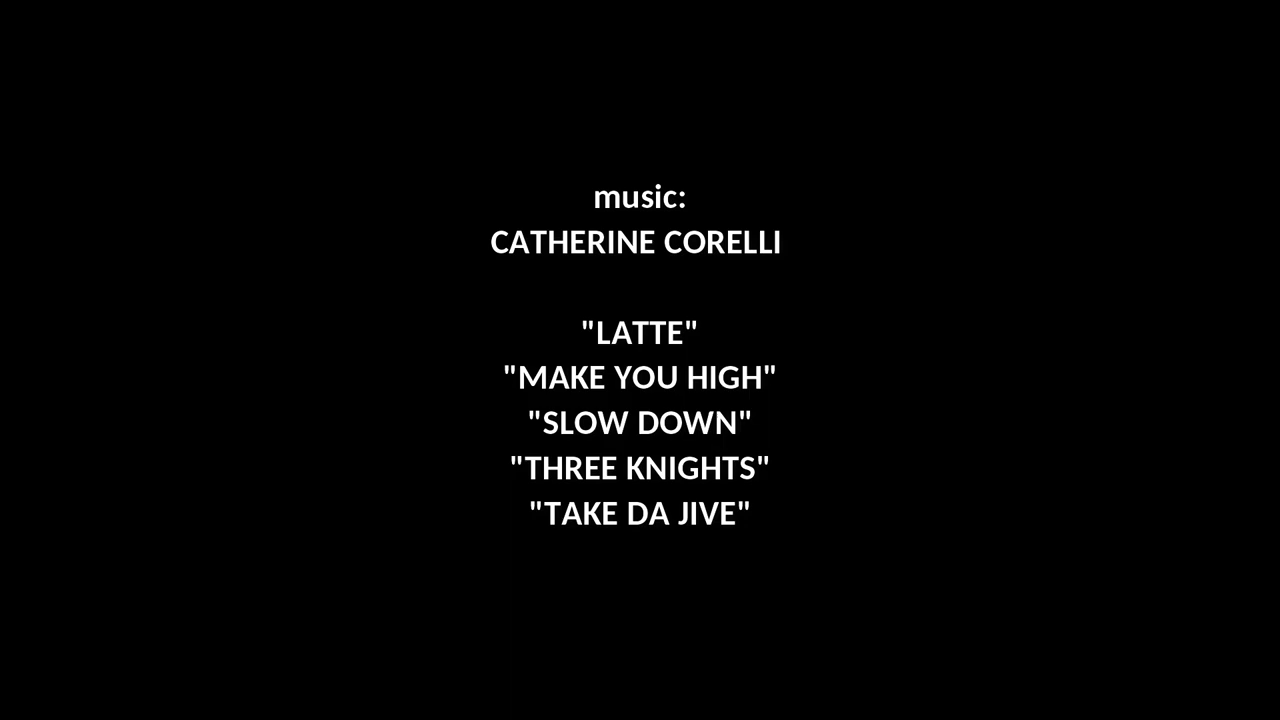 music:
CATHERINE CORELLI
"LATTE"
"MAKE YOU HIGH"
"SLOW DOWN"
"THREE KNIGHTS"
"TAKE DA JIVE"